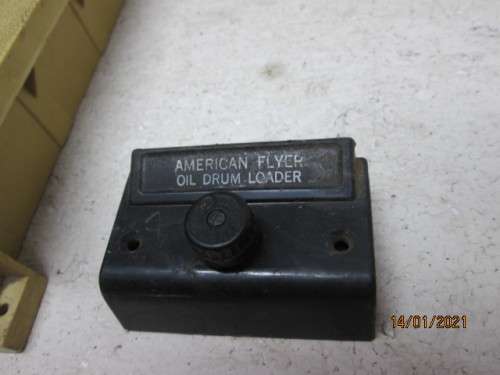 AMERICAN FLYER
OIL DRUM LOADER
14/01/2021